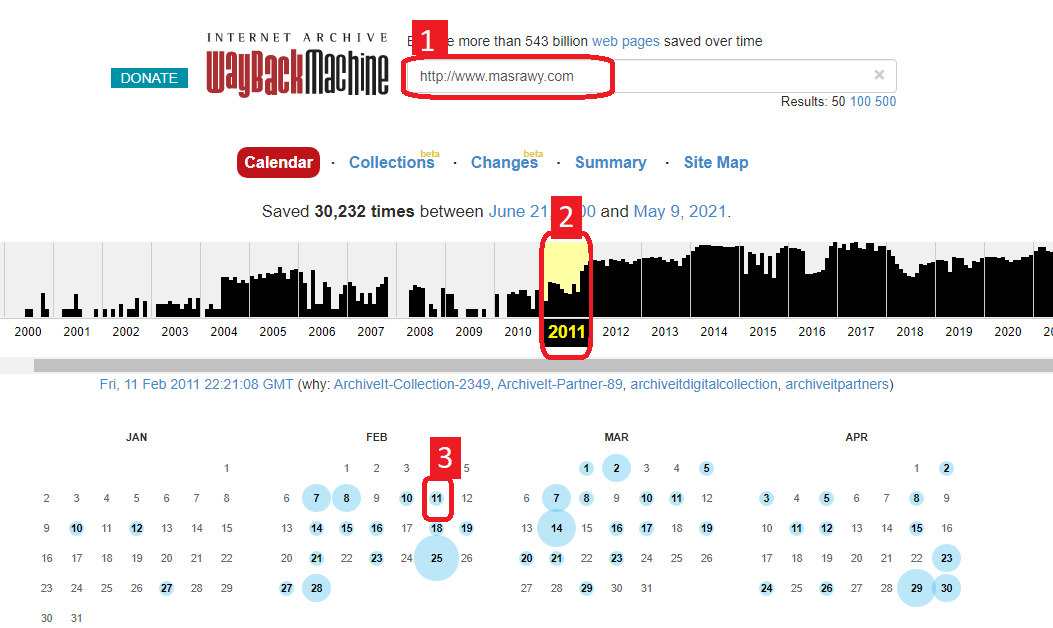 INTERNET ARCHIVE
WayBackMachine
DONATE
1
e more than 543 billion web pages saved over time
http://www.masrawy.com
×
Results: 50 100 500
Calendar · Collections beta · Changes beta · Summary · Site Map
Saved 30,232 times between June 21, 00 and May 9, 2021.
2
2000 2001 2002 2003 2004 2005 2006 2007 2008 2009 2010 2011 2012 2013 2014 2015 2016 2017 2018 2019 2020
Fri, 11 Feb 2011 22:21:08 GMT (why: ArchiveIt-Collection-2349, ArchiveIt-Partner-89, archiveitdigitalcollection, archiveitpartners)
JAN
1
2 3 4 5 6 7 8
9 10 11 12 13 14 15
16 17 18 19 20 21 22
23 24 25 26 27 28 29
30 31
FEB
3
1 2 3 5
6 7 8 9 10 11 12
13 14 15 16 17 18 19
20 21 22 23 24 25 26
27 28
MAR
1 2 3 4 5
6 7 8 9 10 11 12
13 14 15 16 17 18 19
20 21 22 23 24 25 26
27 28 29 30 31
APR
1 2
3 4 5 6 7 8 9
10 11 12 13 14 15 16
17 18 19 20 21 22 23
24 25 26 27 28 29 30